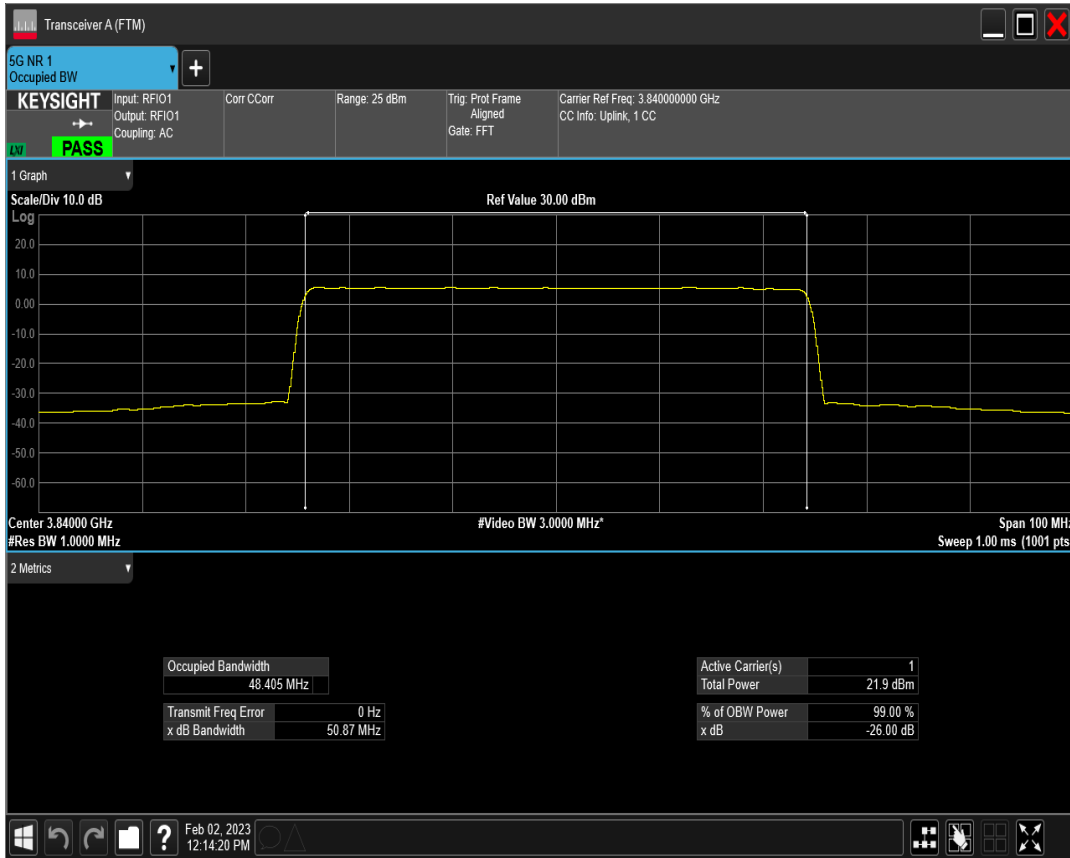 Transceiver A (FTM)
5G NR 1
Occupied BW
+
KEYSIGHT
LXI
PASS
Input: RFIO1
Output: RFIO1
Coupling: AC
Corr CCorr
Range: 25 dBm
Trig: Prot Frame
Aligned
Gate: FFT
Carrier Ref Freq: 3.840000000 GHz
CC Info: Uplink, 1 CC
1 Graph
Scale/Div 10.0 dB
Ref Value 30.00 dBm
Log
20.0
10.0
0.00
-10.0
-20.0
-30.0
-40.0
-50.0
-60.0
Center 3.84000 GHz
#Video BW 3.0000 MHz*
Span 100 MHz
#Res BW 1.0000 MHz
Sweep 1.00 ms (1001 pts
2 Metrics
Occupied Bandwidth
48.405 MHz
Transmit Freq Error 0 Hz
x dB Bandwidth 50.87 MHz
Active Carrier(s) 1
Total Power 21.9 dBm
% of OBW Power 99.00 %
x dB -26.00 dB
?
Feb 02, 2023
12:14:20 PM